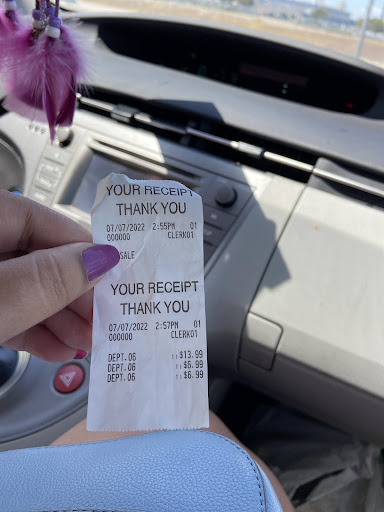 YOUR RECEIPT
THANK YOU
07/07/2022 2:55PM 01
000000 CLERK01
SALE
YOUR RECEIPT
THANK YOU
07/07/2022 2:57PM 01
000000 CLERK01
DEPT.06 $13.99
DEPT.06 $6.99
DEPT.06 $6.99